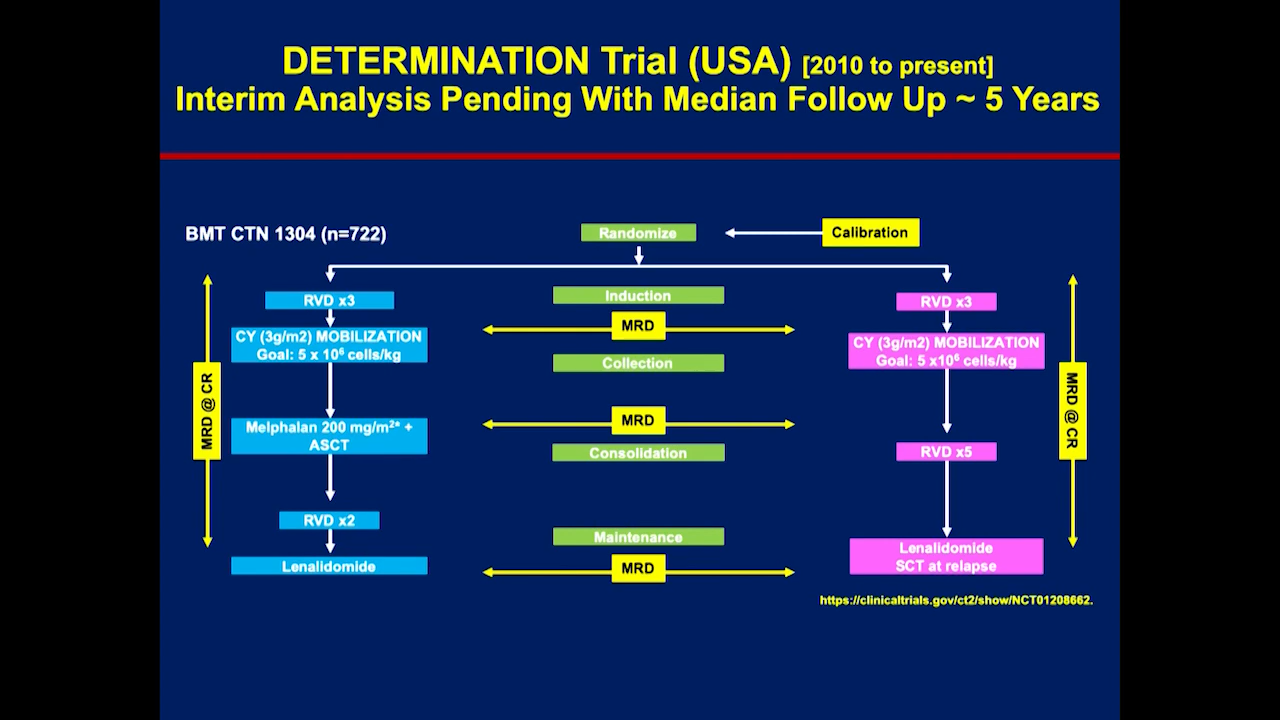 DETERMINATION Trial (USA) [2010 to present]
Interim Analysis Pending With Median Follow Up ~ 5 Years
BMT CTN 1304 (n=722)
Randomize
Calibration
RVD x3
CY (3g/m2) MOBILIZATION
Goal: 5 x 10⁶ cells/kg
Melphalan 200 mg/m²* +
ASCT
RVD x2
Lenalidomide
MRD @ CR
Induction
MRD
Collection
MRD
Consolidation
Maintenance
MRD
RVD x3
CY (3g/m2) MOBILIZATION
Goal: 5 x10⁶ cells/kg
RVD x5
Lenalidomide
SCT at relapse
MRD @ CR
https://clinicaltrials.gov/ct2/show/NCT01208662.